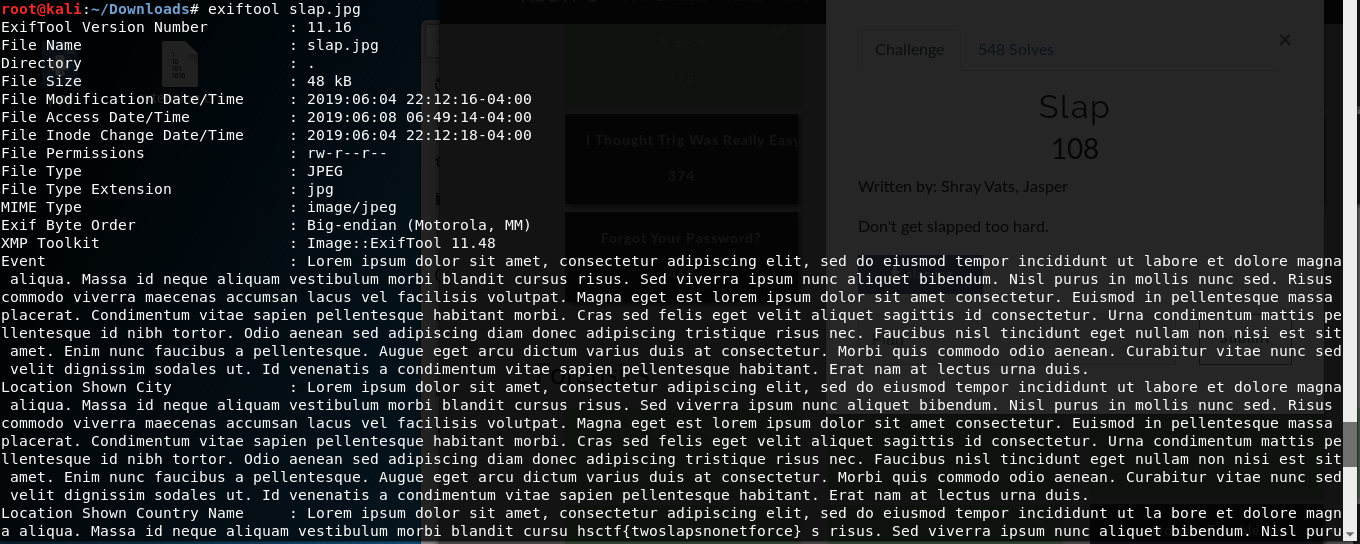 root@kali:~/Downloads# exiftool slap.jpg
ExifTool Version Number         : 11.16
File Name                       : slap.jpg
Directory                       : .
File Size                       : 48 kB
File Modification Date/Time     : 2019:06:04 22:12:16-04:00
File Access Date/Time           : 2019:06:08 06:49:14-04:00
File Inode Change Date/Time     : 2019:06:04 22:12:18-04:00
File Permissions                : rw-r--r--
File Type                       : JPEG
File Type Extension             : jpg
MIME Type                       : image/jpeg
Exif Byte Order                 : Big-endian (Motorola, MM)
XMP Toolkit                     : Image::ExifTool 11.48
Event                           : Lorem ipsum dolor sit amet, consectetur adipiscing elit, sed do eiusmod tempor incididunt ut labore et dolore magna
 aliqua. Massa id neque aliquam vestibulum morbi blandit cursus risus. Sed viverra ipsum nunc aliquet bibendum. Nisl purus in mollis nunc sed. Risus
commodo viverra maecenas accumsan lacus vel facilisis volutpat. Magna eget est lorem ipsum dolor sit amet consectetur. Euismod in pellentesque massa
placerat. Condimentum vitae sapien pellentesque habitant morbi. Cras sed felis eget velit aliquet sagittis id consectetur. Urna condimentum mattis pe
llentesque id nibh tortor. Odio aenean sed adipiscing diam donec adipiscing tristique risus nec. Faucibus nisl tincidunt eget nullam non nisi est sit
 amet. Enim nunc faucibus a pellentesque. Augue eget arcu dictum varius duis at consectetur. Morbi quis commodo odio aenean. Curabitur vitae nunc sed
 velit dignissim sodales ut. Id venenatis a condimentum vitae sapien pellentesque habitant. Erat nam at lectus urna duis.
Location Shown City             : Lorem ipsum dolor sit amet, consectetur adipiscing elit, sed do eiusmod tempor incididunt ut labore et dolore magna
 aliqua. Massa id neque aliquam vestibulum morbi blandit cursus risus. Sed viverra ipsum nunc aliquet bibendum. Nisl purus in mollis nunc sed. Risus
commodo viverra maecenas accumsan lacus vel facilisis volutpat. Magna eget est lorem ipsum dolor sit amet consectetur. Euismod in pellentesque massa
placerat. Condimentum vitae sapien pellentesque habitant morbi. Cras sed felis eget velit aliquet sagittis id consectetur. Urna condimentum mattis pe
llentesque id nibh tortor. Odio aenean sed adipiscing diam donec adipiscing tristique risus nec. Faucibus nisl tincidunt eget nullam non nisi est sit
 amet. Enim nunc faucibus a pellentesque. Augue eget arcu dictum varius duis at consectetur. Morbi quis commodo odio aenean. Curabitur vitae nunc sed
 velit dignissim sodales ut. Id venenatis a condimentum vitae sapien pellentesque habitant. Erat nam at lectus urna duis.
Location Shown Country Name     : Lorem ipsum dolor sit amet, consectetur adipiscing elit, sed do eiusmod tempor incididunt ut la bore et dolore magn
a aliqua. Massa id neque aliquam vestibulum morbi blandit cursu hsctf{twoslapsnonetforce} s risus. Sed viverra ipsum nunc aliquet bibendum. Nisl puru
I Thought Trig Was Really Easy
374
Forgot Your Password?
Challenge
548 Solves
×
Slap
108
Written by: Shray Vats, Jasper
Don't get slapped too hard.